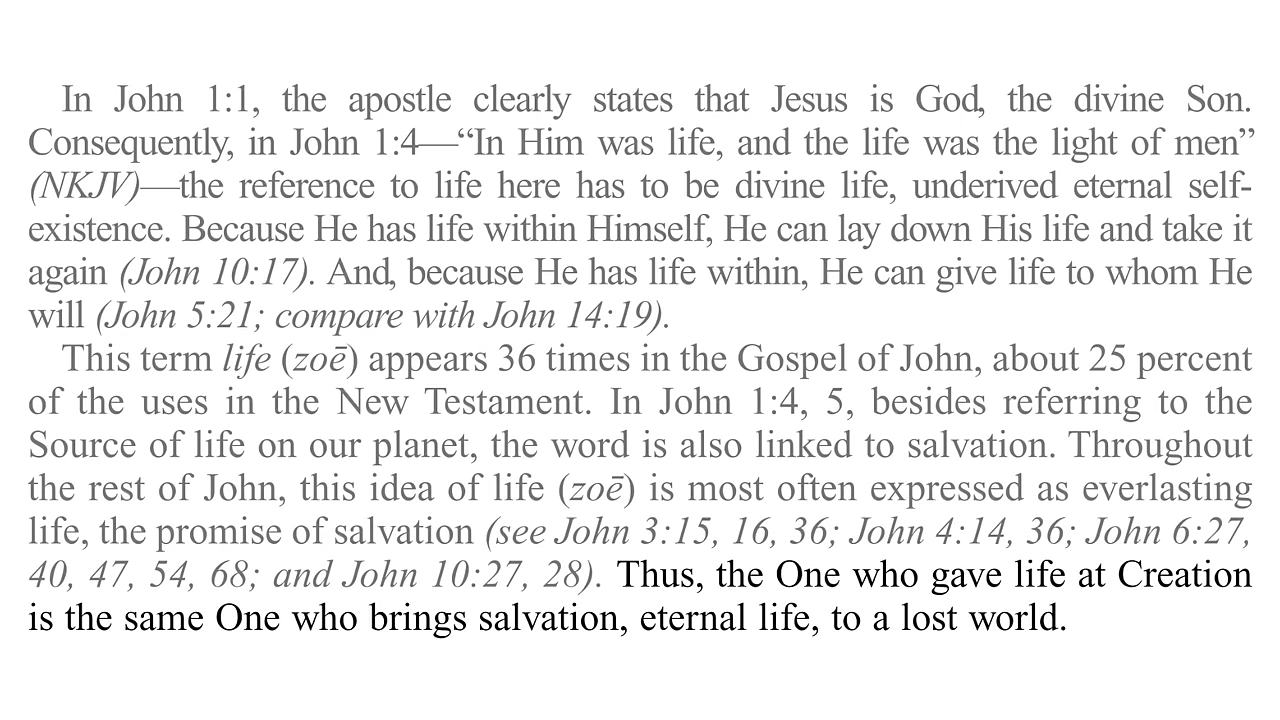 In John 1:1, the apostle clearly states that Jesus is God, the divine Son.
Consequently, in John 1:4—“In Him was life, and the life was the light of men”
(NKJV)—the reference to life here has to be divine life, underived eternal self-
existence. Because He has life within Himself, He can lay down His life and take it
again (John 10:17). And, because He has life within, He can give life to whom He
will (John 5:21; compare with John 14:19).
This term life (zoē) appears 36 times in the Gospel of John, about 25 percent
of the uses in the New Testament. In John 1:4, 5, besides referring to the
Source of life on our planet, the word is also linked to salvation. Throughout
the rest of John, this idea of life (zoē) is most often expressed as everlasting
life, the promise of salvation (see John 3:15, 16, 36; John 4:14, 36; John 6:27,
40, 47, 54, 68; and John 10:27, 28). Thus, the One who gave life at Creation
is the same One who brings salvation, eternal life, to a lost world.